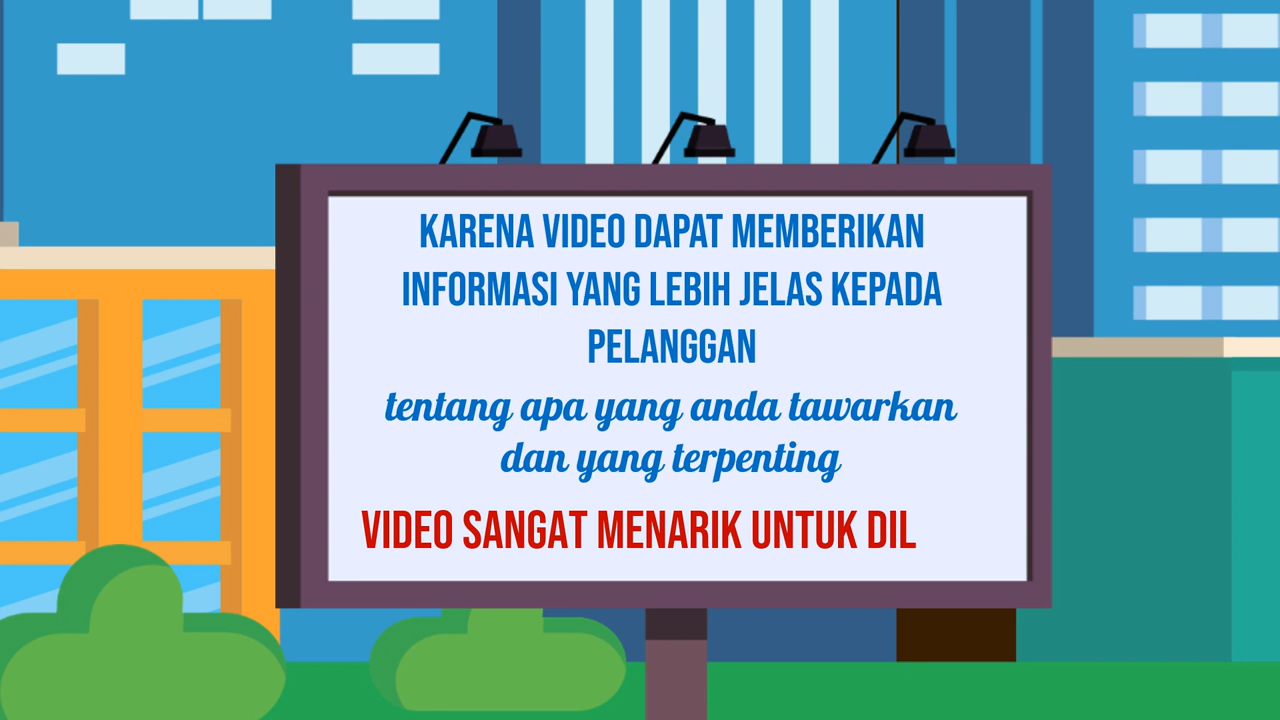 KARENA VIDEO DAPAT MEMBERIKAN
INFORMASI YANG LEBIH JELAS KEPADA
PELANGGAN
tentang apa yang anda tawarkan
dan yang terpenting
VIDEO SANGAT MENARIK UNTUK DIL